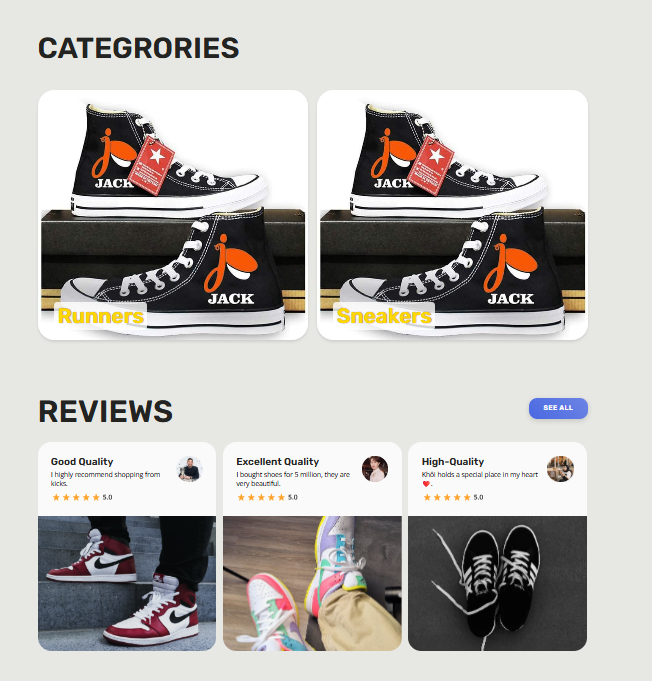 CATEGRORIES
JACK
JACK
Runners
JACK
JACK
Sneakers
REVIEWS
SEE ALL
Good Quality
I highly recommend shopping from
kicks.
5.0
Excellent Quality
I bought shoes for 5 million, they are
very beautiful.
5.0
High-Quality
Khôi holds a special place in my heart
❤️.
5.0